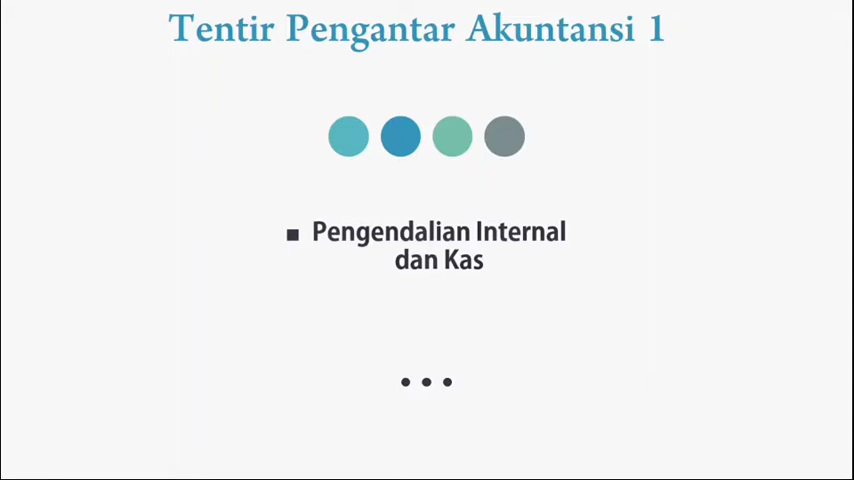 Tentir Pengantar Akuntansi 1
▪ Pengendalian Internal
dan Kas
...